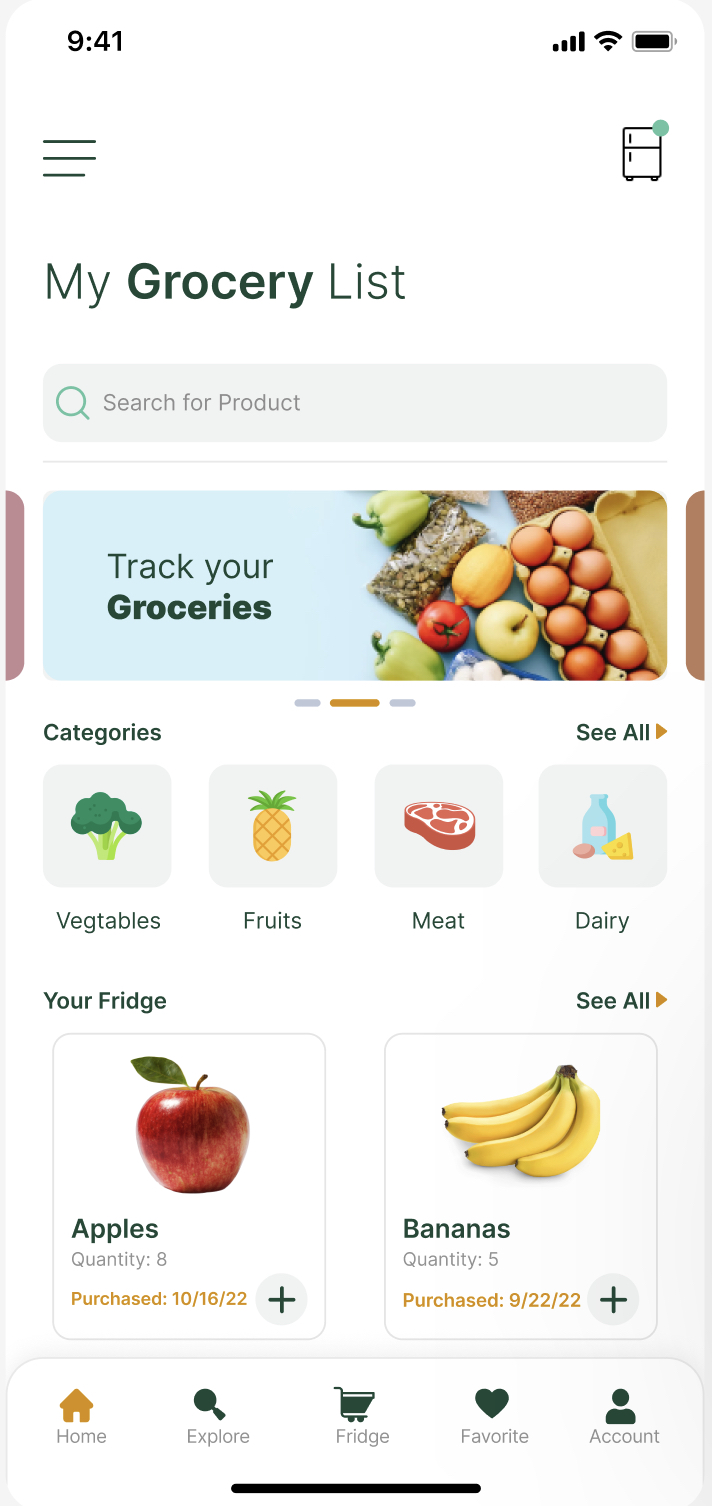 9:41
My Grocery List
Search for Product
Track your
Groceries
Categories
See All
Vegtables
Fruits
Meat
Dairy
Your Fridge
See All
Apples
Quantity: 8
Purchased: 10/16/22
Bananas
Quantity: 5
Purchased: 9/22/22
Home
Explore
Fridge
Favorite
Account